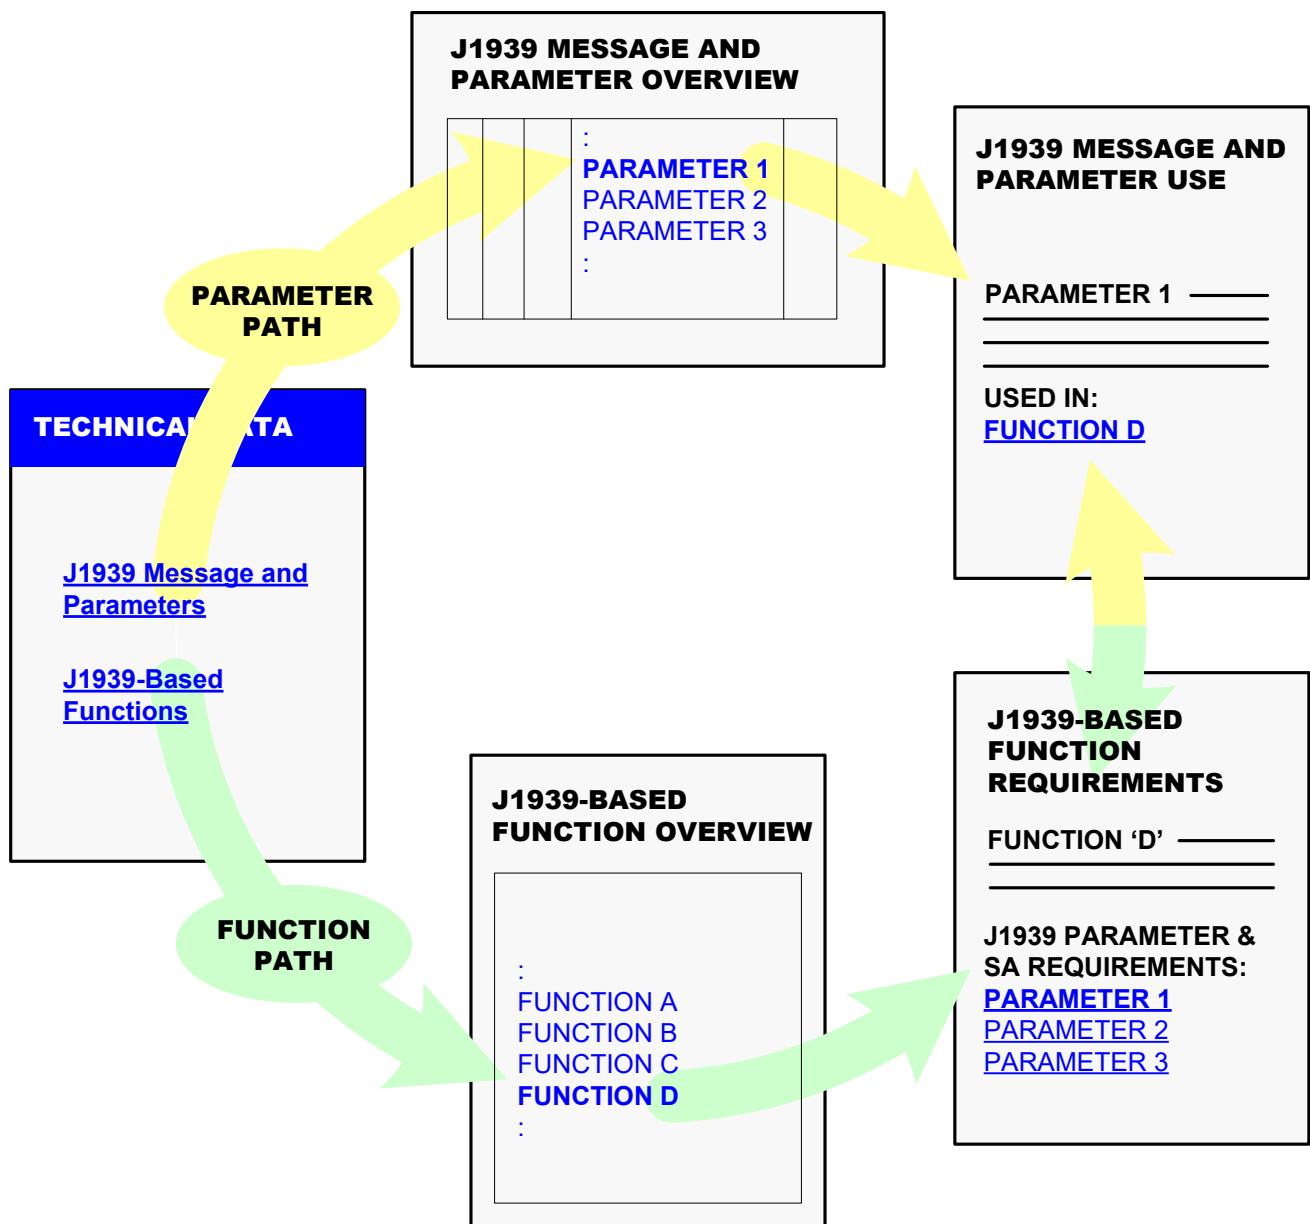 J1939 MESSAGE AND
PARAMETER OVERVIEW
:
PARAMETER 1
PARAMETER 2
PARAMETER 3
:
J1939 MESSAGE AND
PARAMETER USE
PARAMETER 1
USED IN:
FUNCTION D
PARAMETER
PATH
TECHNICAL DATA
J1939 Message and
Parameters
J1939-Based
Functions
FUNCTION
PATH
J1939-BASED
FUNCTION OVERVIEW
:
FUNCTION A
FUNCTION B
FUNCTION C
FUNCTION D
:
J1939-BASED
FUNCTION
REQUIREMENTS
FUNCTION ‘D’
J1939 PARAMETER &
SA REQUIREMENTS:
PARAMETER 1
PARAMETER 2
PARAMETER 3